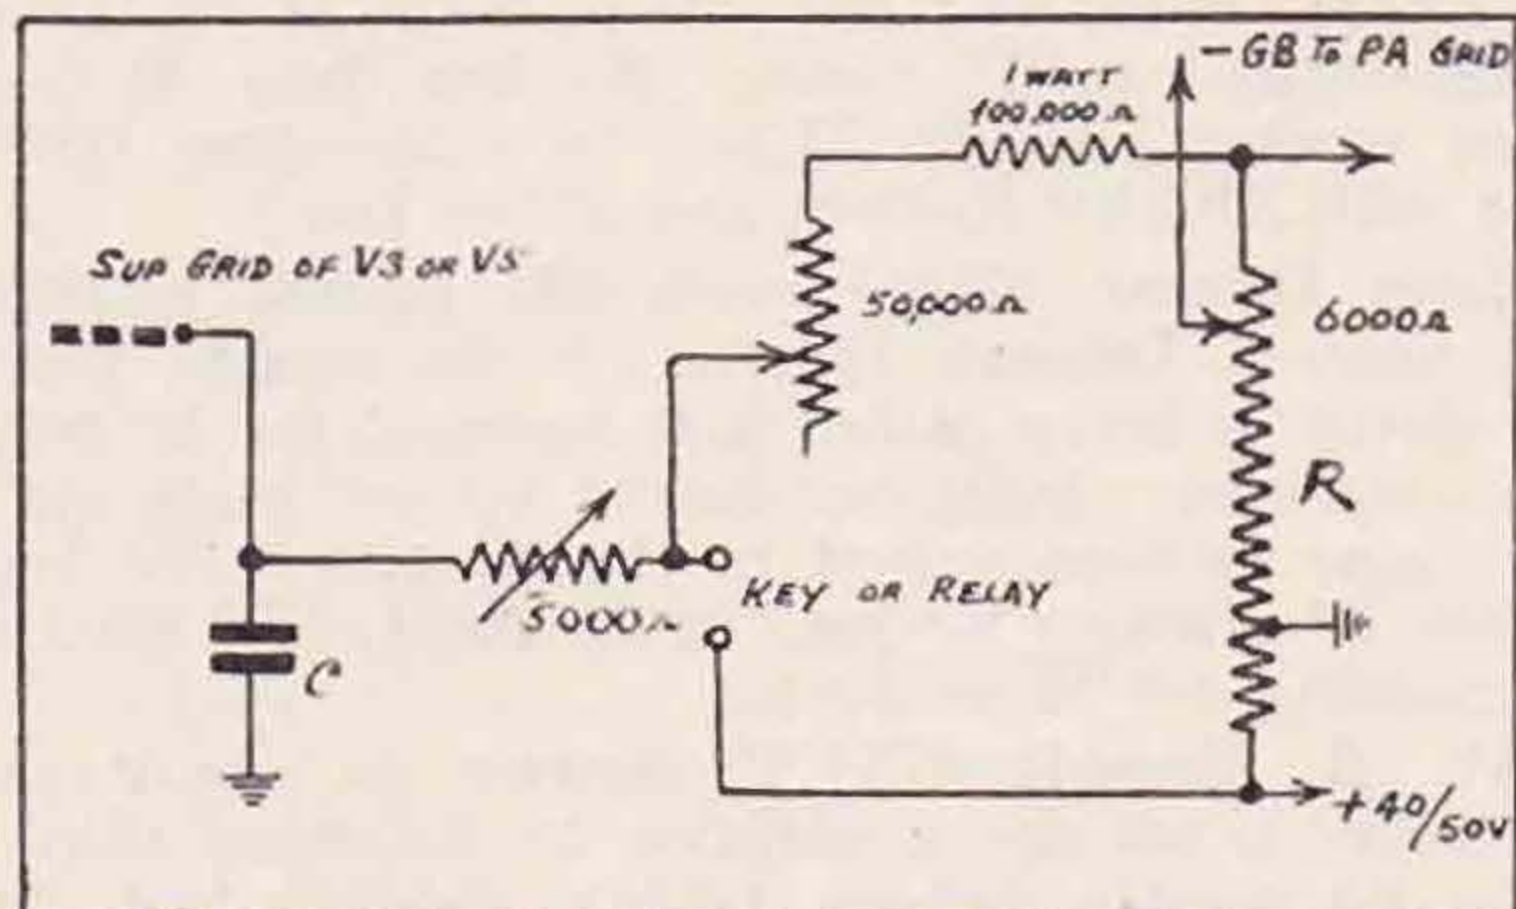 — GB To PA GRID
1 WATT
100,000 Ω
SUP GRID OF V3 OR V5
50,000 Ω
6000 Ω
R
5000 Ω
KEY OR RELAY
C
+40/50V